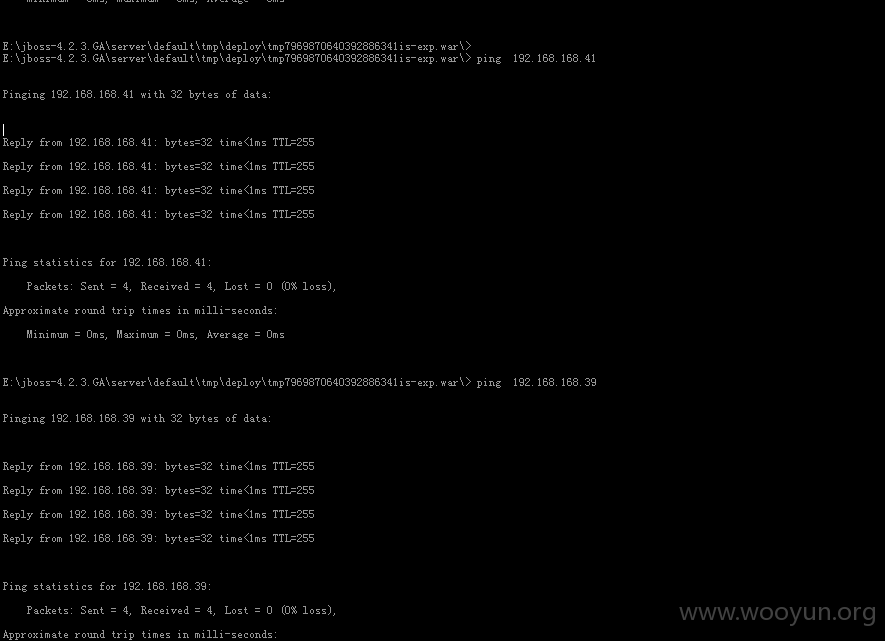 Minimum = 0ms, Maximum = 0ms, Average = 0ms
E:\jboss-4.2.3.GA\server\default\tmp\deploy\tmp7969870640392886341is-exp.war\>
E:\jboss-4.2.3.GA\server\default\tmp\deploy\tmp7969870640392886341is-exp.war\> ping  192.168.168.41
Pinging 192.168.168.41 with 32 bytes of data:
Reply from 192.168.168.41: bytes=32 time<1ms TTL=255
Reply from 192.168.168.41: bytes=32 time<1ms TTL=255
Reply from 192.168.168.41: bytes=32 time<1ms TTL=255
Reply from 192.168.168.41: bytes=32 time<1ms TTL=255
Ping statistics for 192.168.168.41:
Packets: Sent = 4, Received = 4, Lost = 0 (0% loss),
Approximate round trip times in milli-seconds:
Minimum = 0ms, Maximum = 0ms, Average = 0ms
E:\jboss-4.2.3.GA\server\default\tmp\deploy\tmp7969870640392886341is-exp.war\> ping  192.168.168.39
Pinging 192.168.168.39 with 32 bytes of data:
Reply from 192.168.168.39: bytes=32 time<1ms TTL=255
Reply from 192.168.168.39: bytes=32 time<1ms TTL=255
Reply from 192.168.168.39: bytes=32 time<1ms TTL=255
Reply from 192.168.168.39: bytes=32 time<1ms TTL=255
Ping statistics for 192.168.168.39:
Packets: Sent = 4, Received = 4, Lost = 0 (0% loss),
Approximate round trip times in milli-seconds:
www.wooyun.org